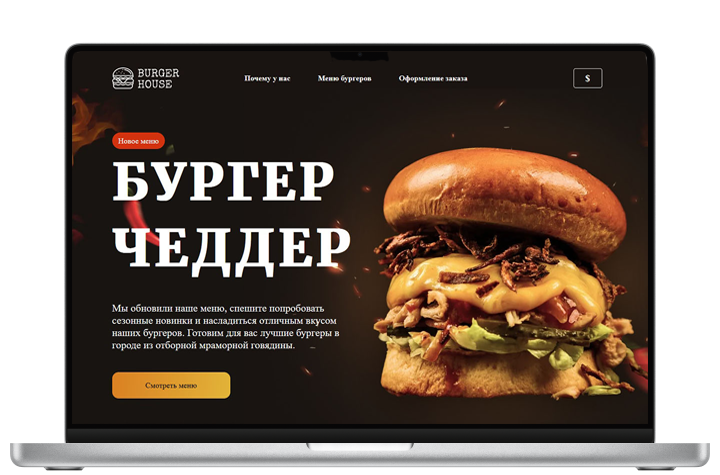 BURGER
HOUSE
Почему у нас
Меню бургеров
Оформление заказа
$
Новое меню
БУРГЕР
ЧЕДДЕР
Мы обновили наше меню, спешите попробовать
сезонные новинки и насладиться отличным вкусом
наших бургеров. Готовим для вас лучшие бургеры в
городе из отборной мраморной говядины.
Смотреть меню